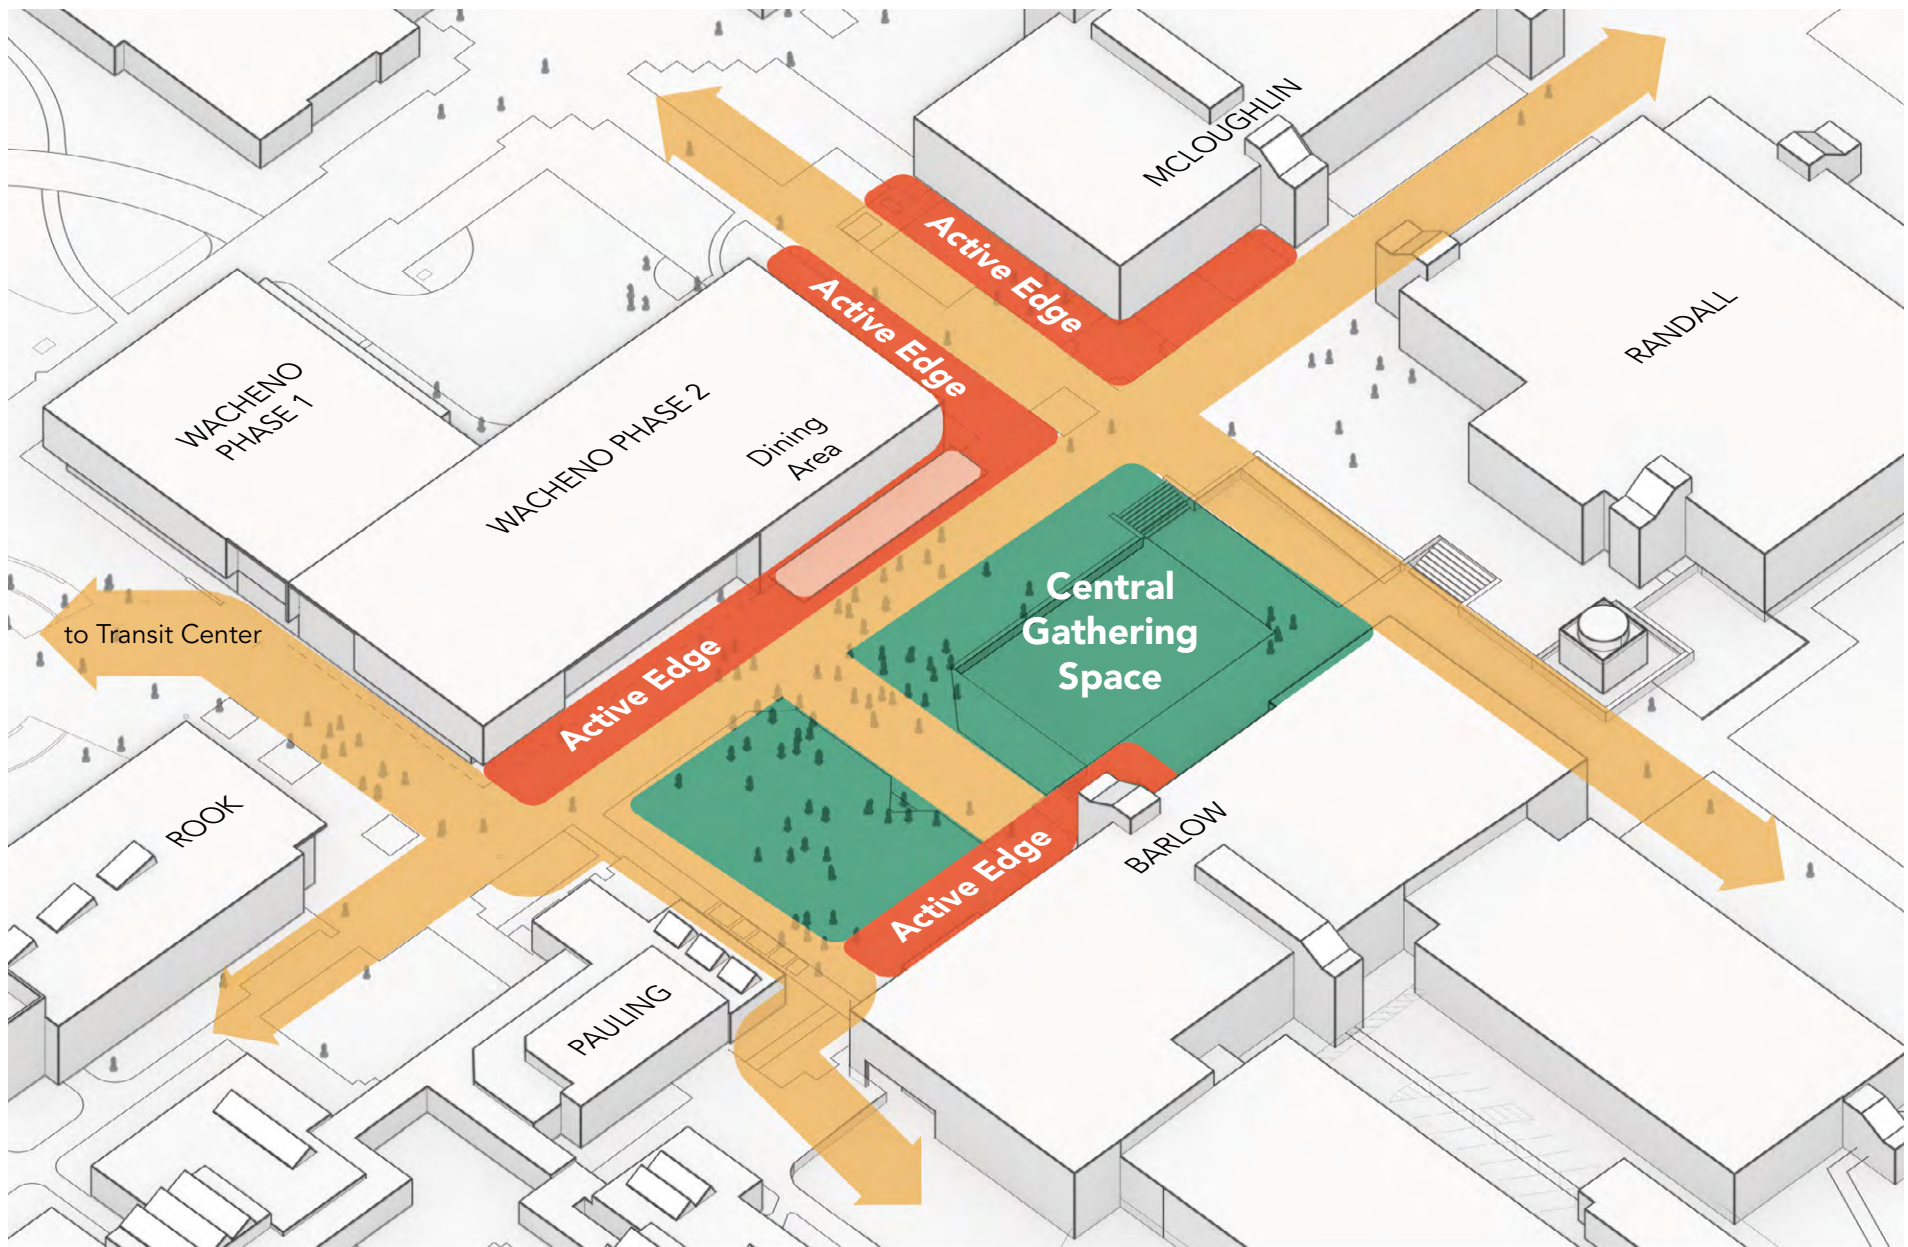 MCLOUGHLIN
Active Edge
Active Edge
RANDALL
WACHENO
PHASE 1
WACHENO PHASE 2
Dining
Area
Central
Gathering
Space
to Transit Center
Active Edge
ROOK
BARLOW
Active Edge
PAULING